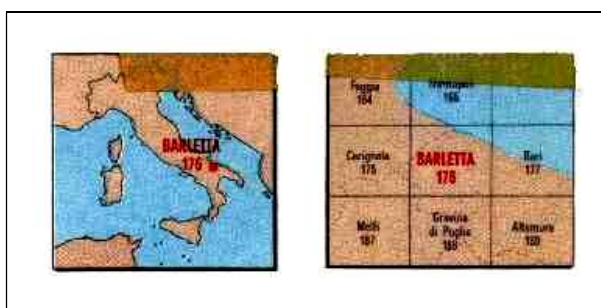 BARLETTA
176
Foggia
164
165
Cerignola
175
BARLETTA
176
Bari
177
Melfi
187
Gravina
di Puglia
188
Altamura
189